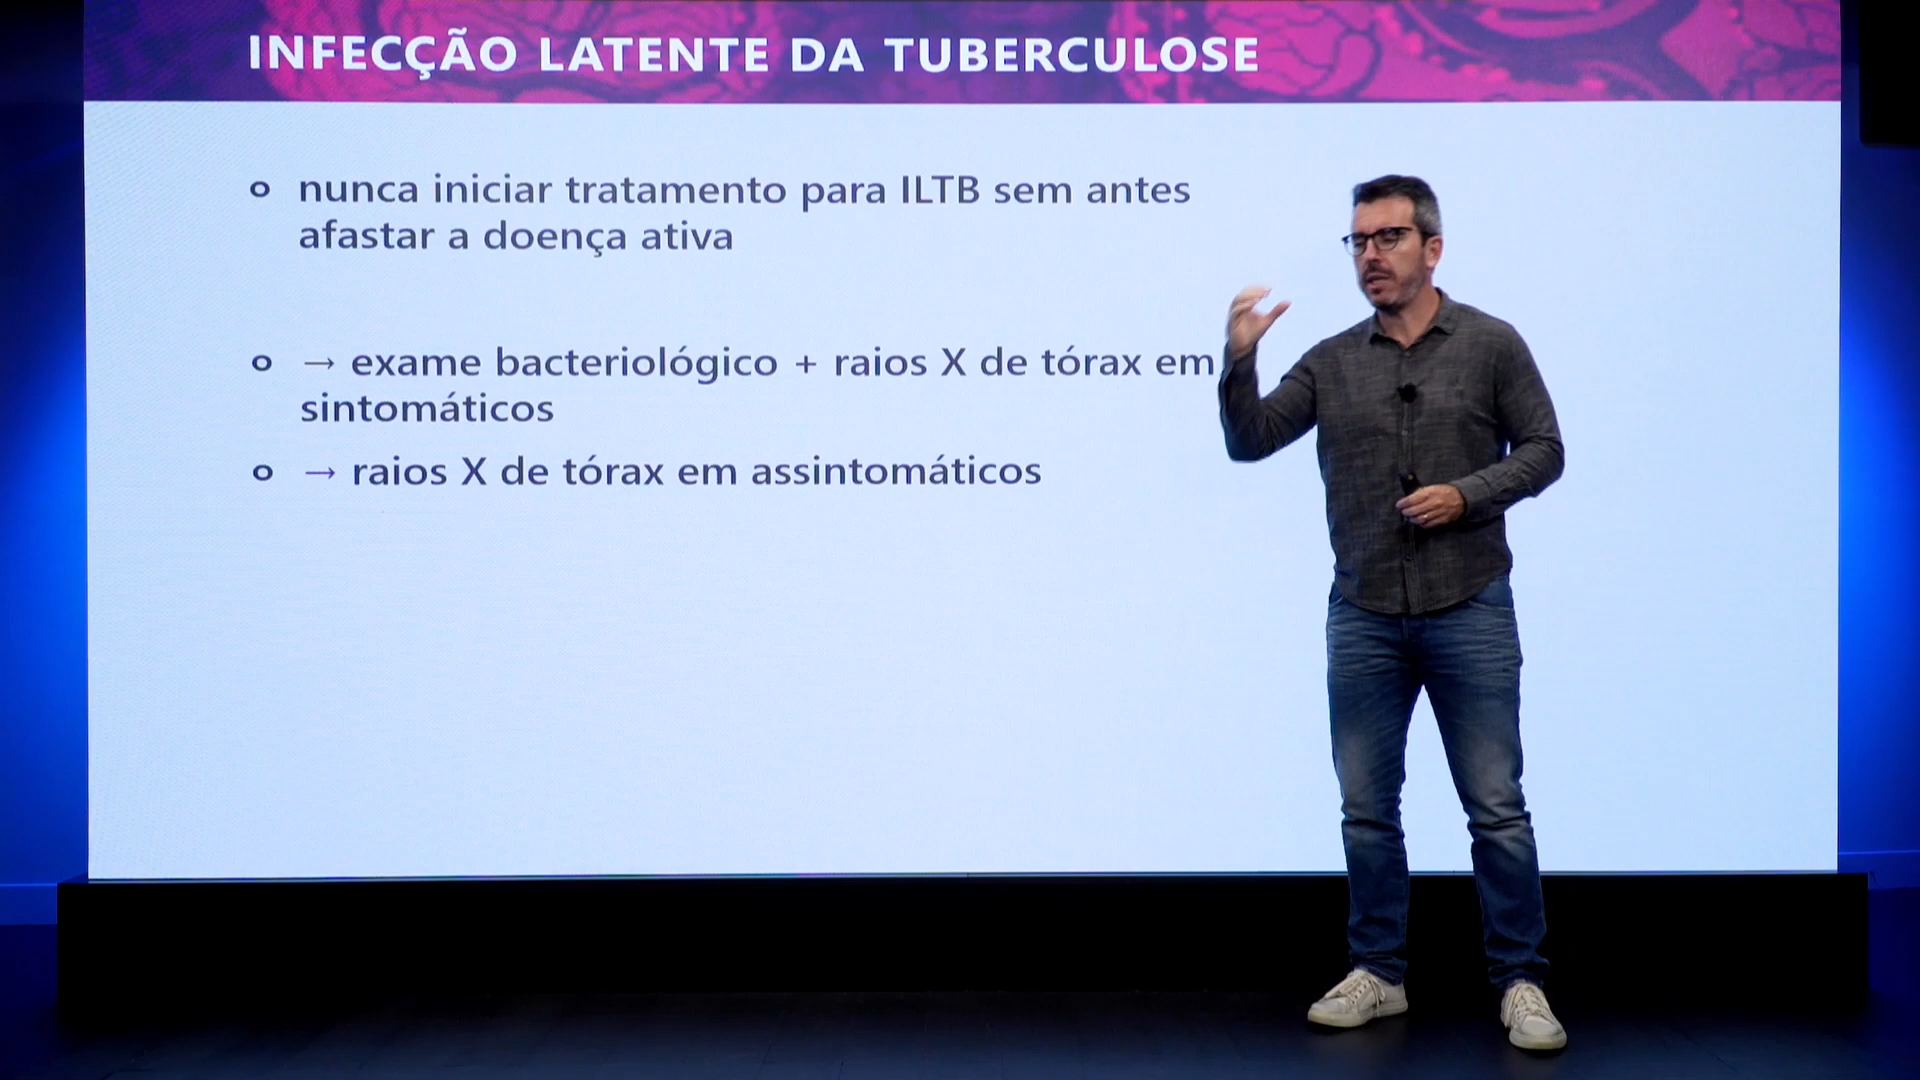 INFECÇÃO LATENTE DA TUBERCULOSE
o nunca iniciar tratamento para ILTB sem antes
afastar a doença ativa
o → exame bacteriológico + raios X de tórax em
sintomáticos
o → raios X de tórax em assintomáticos